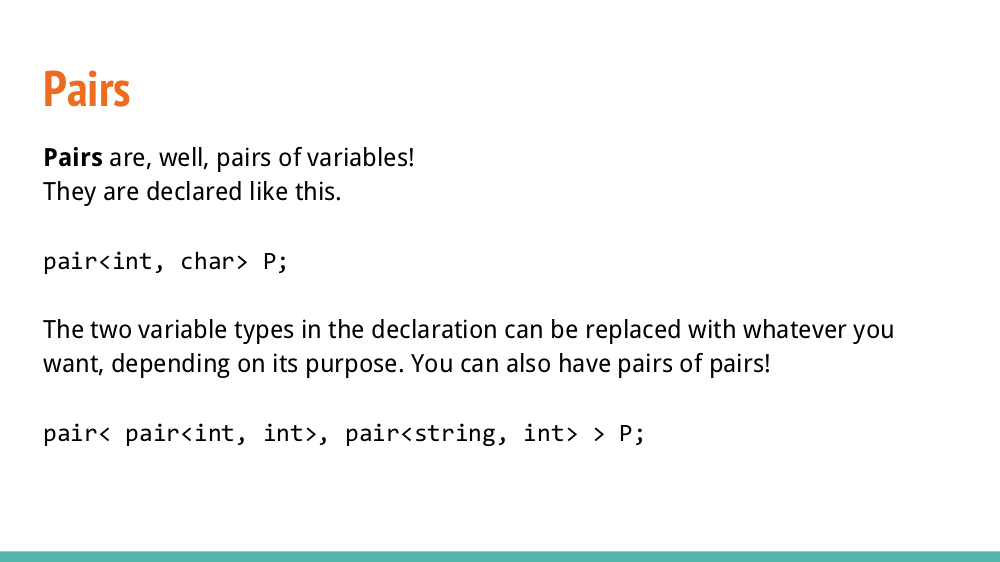 Pairs
Pairs are, well, pairs of variables!
They are declared like this.
pair<int, char> P;
The two variable types in the declaration can be replaced with whatever you
want, depending on its purpose. You can also have pairs of pairs!
pair< pair<int, int>, pair<string, int> > P;